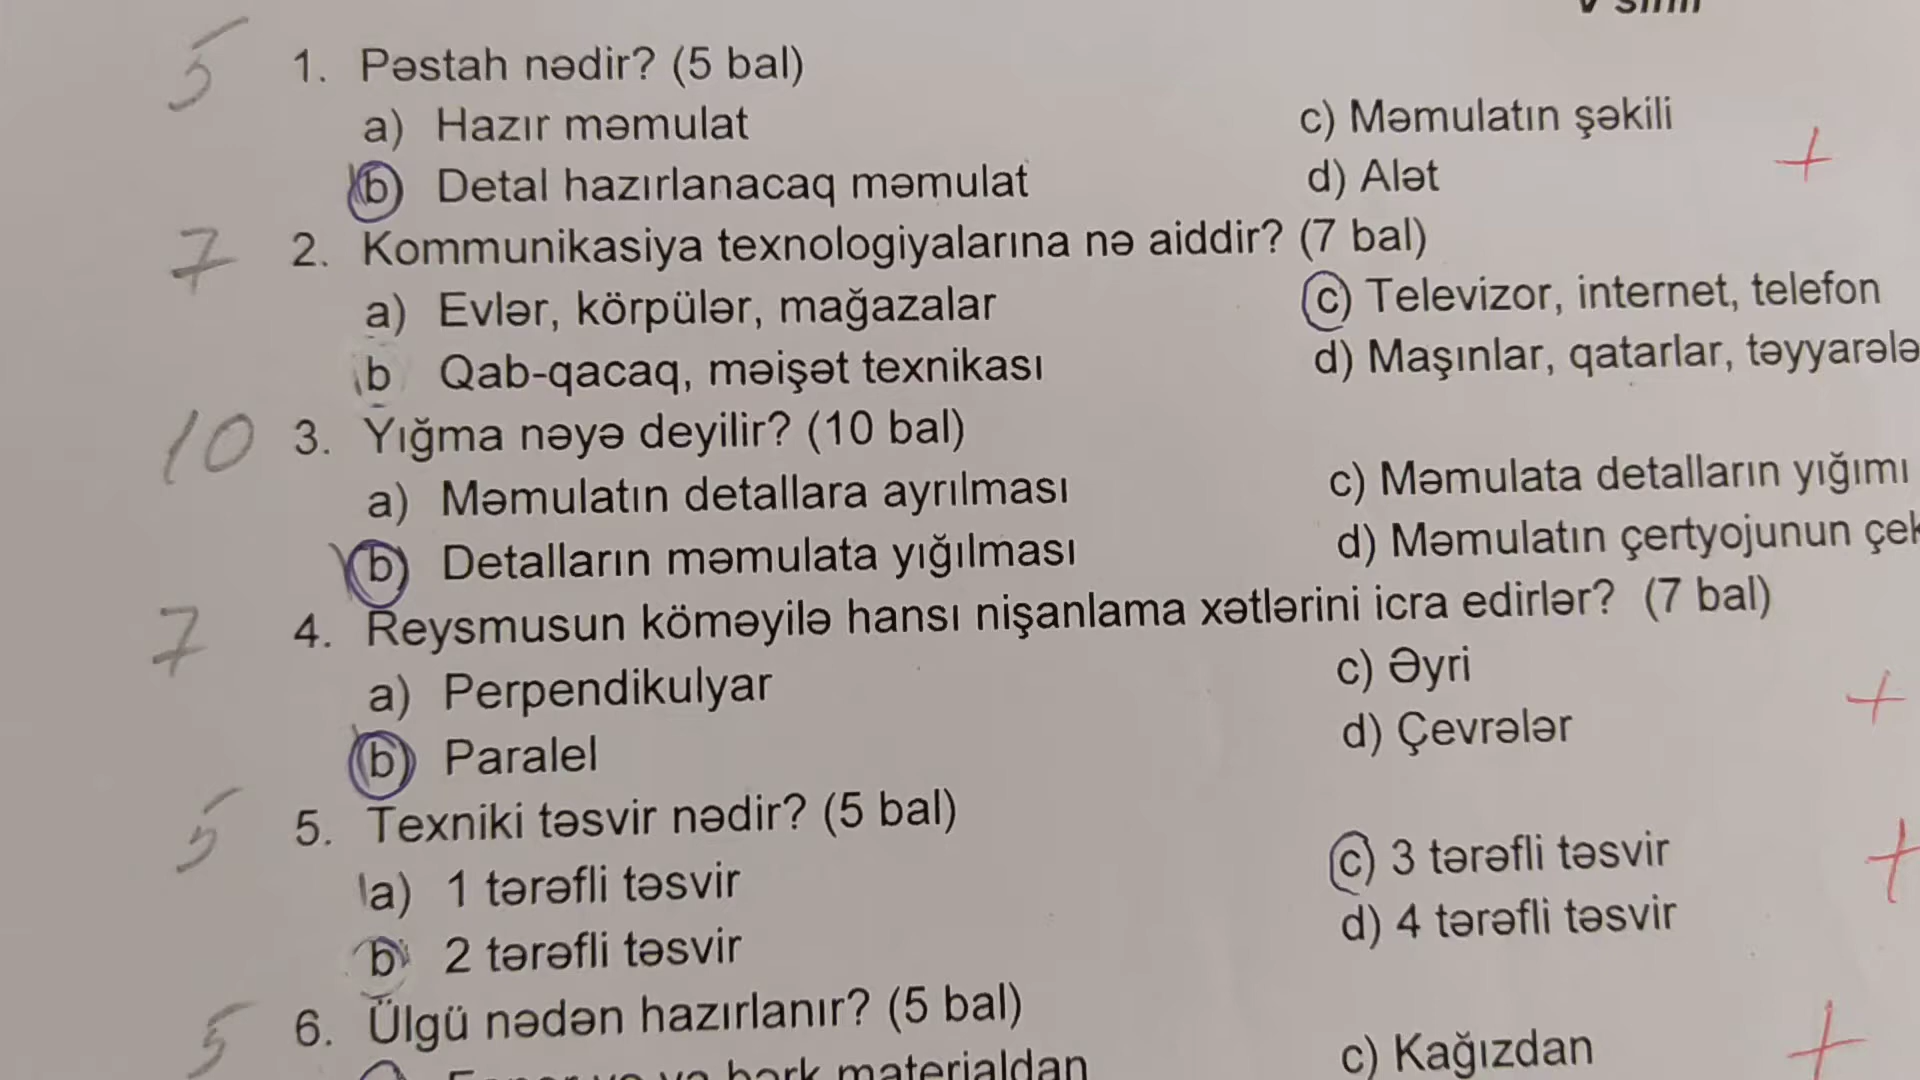 V sinif
5 1. Pəstah nədir? (5 bal)
a) Hazır məmulat c) Məmulatın şəkili
b) Detal hazırlanacaq məmulat d) Alət +
7 2. Kommunikasiya texnologiyalarına nə aiddir? (7 bal)
a) Evlər, körpülər, mağazalar c) Televizor, internet, telefon
b Qab-qacaq, məişət texnikası d) Maşınlar, qatarlar, təyyarələ
10 3. Yığma nəyə deyilir? (10 bal)
a) Məmulatın detallara ayrılması c) Məmulata detalların yığımı
b) Detalların məmulata yığılması d) Məmulatın çertyojunun çek
7 4. Reysmusun köməyilə hansı nişanlama xətlərini icra edirlər? (7 bal)
a) Perpendikulyar c) Əyri +
b) Paralel d) Çevrələr
5 5. Texniki təsvir nədir? (5 bal)
a) 1 tərəfli təsvir c) 3 tərəfli təsvir +
b 2 tərəfli təsvir d) 4 tərəfli təsvir
5 6. Ülgü nədən hazırlanır? (5 bal)
materialdan c) Kağızdan +